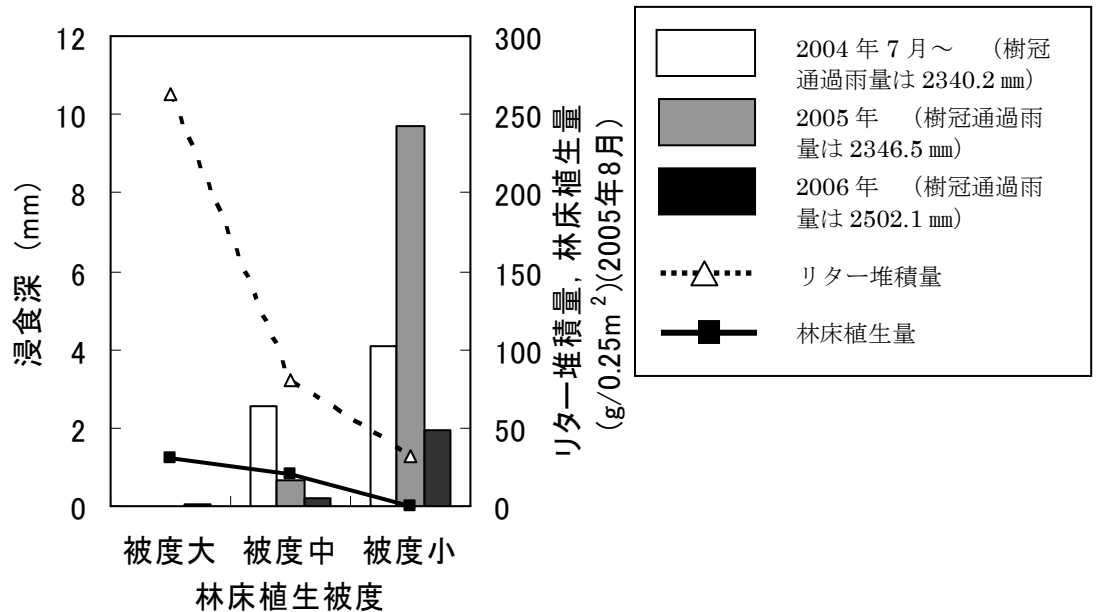 12
10
8
6
4
2
0
浸食深 (mm)
300
250
200
150
100
50
0
リター堆積量, 林床植生量
(g/0.25m²)(2005年8月)
被度大 被度中 被度小
林床植生被度
2004 年 7 月～ （樹冠
通過雨量は 2340.2 ㎜）
2005 年 （樹冠通過雨
量は 2346.5 ㎜）
2006 年 （樹冠通過雨
量は 2502.1 ㎜）
リター堆積量
林床植生量